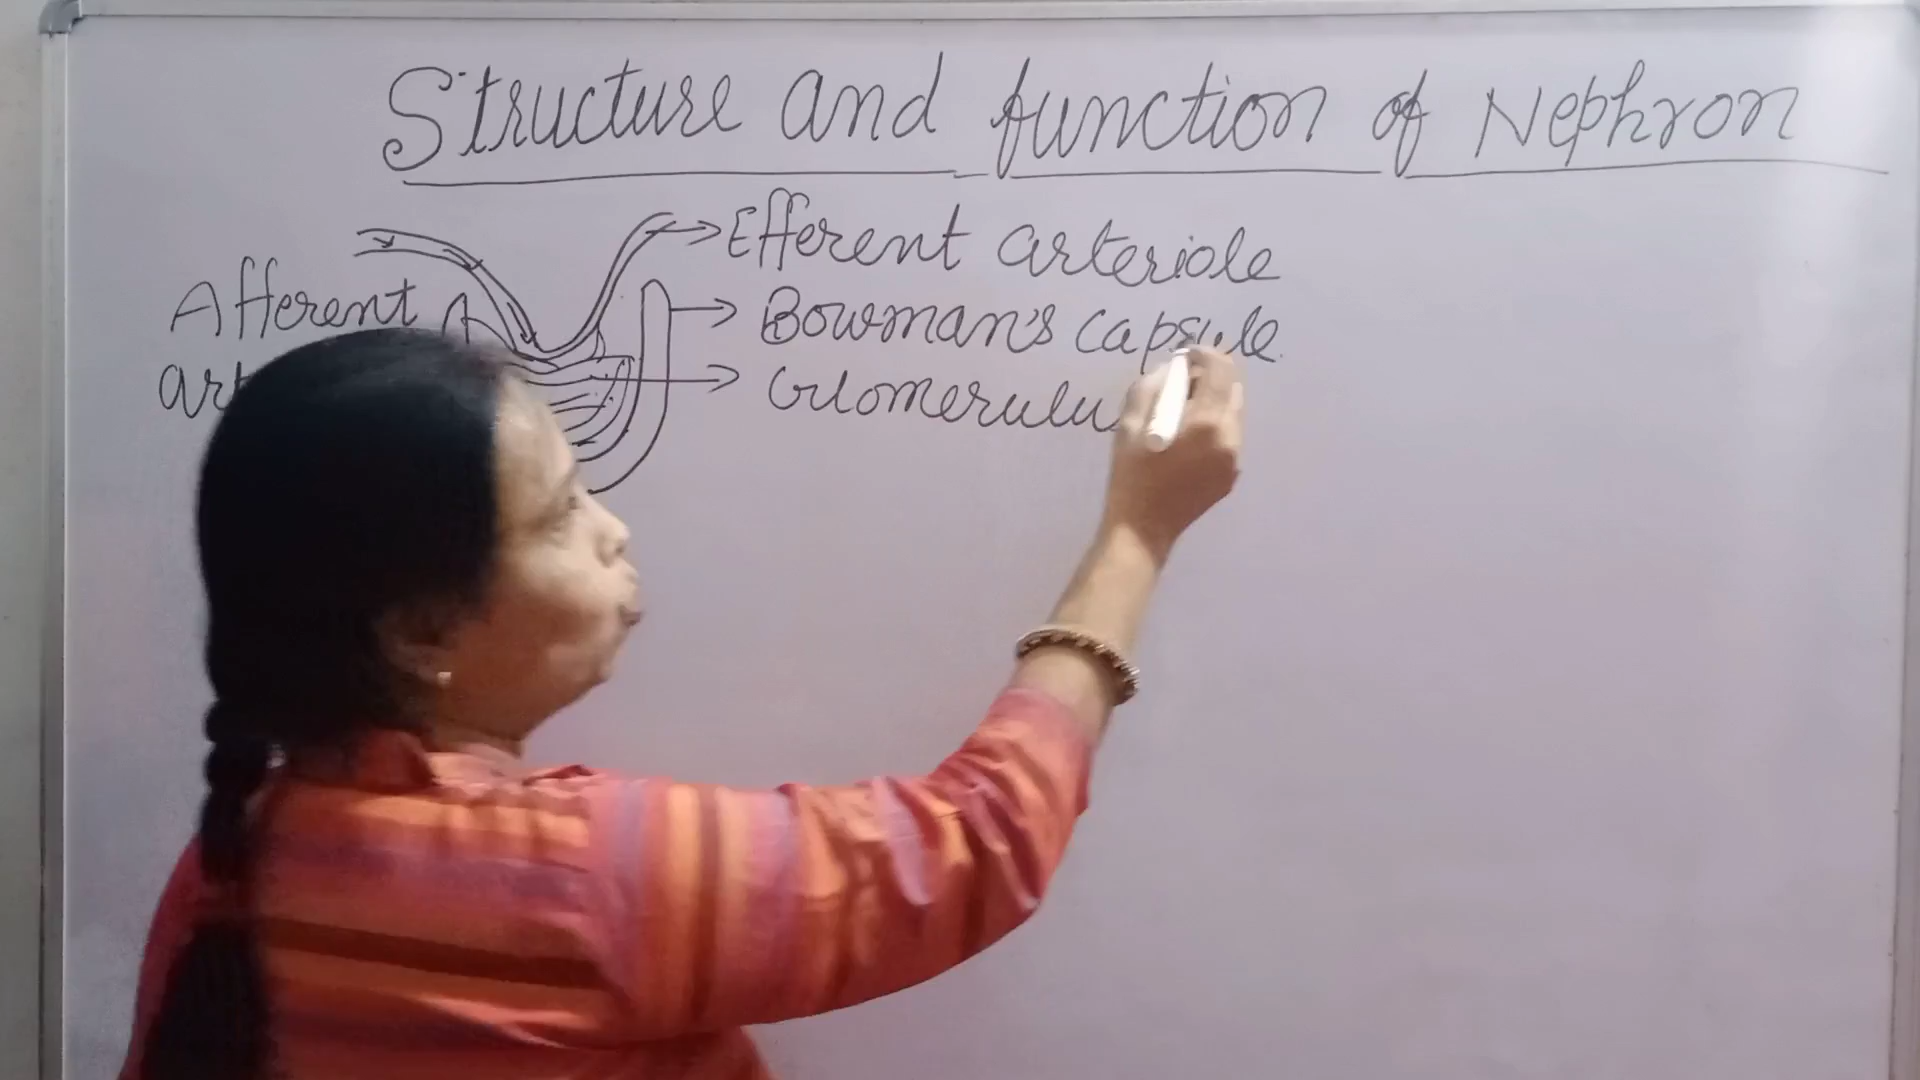 Structure and function of Nephron
Efferent arteriole
Afferent
Bowman's capsule
Glomerulu